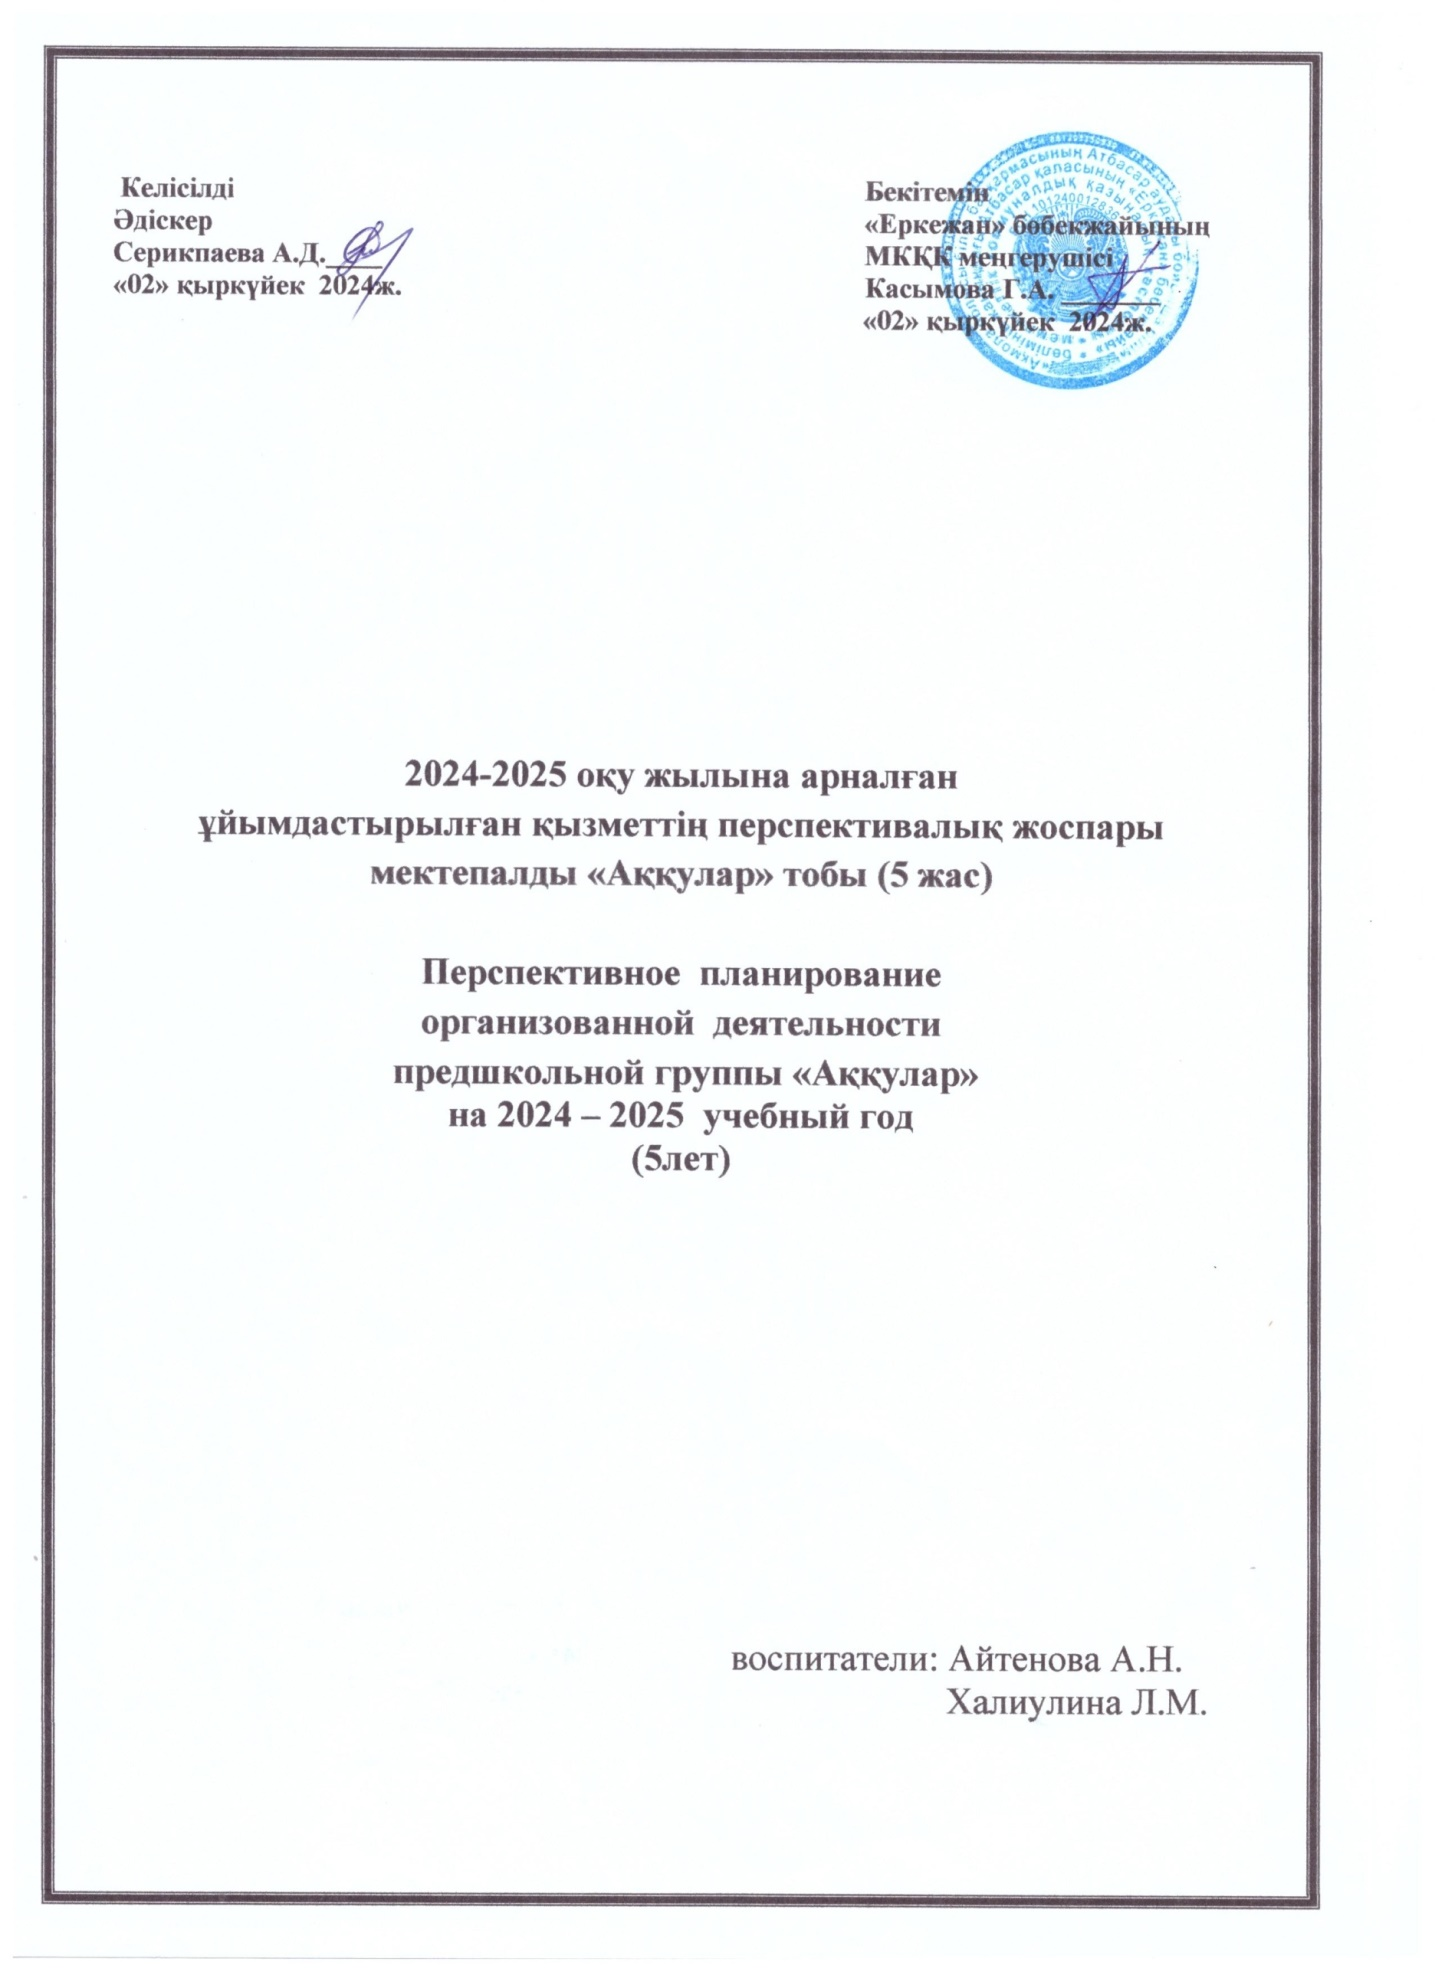 Келісілді
Әдіскер
Серикпаева А.Д.____
«02» қыркүйек 2024ж.
Бекітемін
«Еркежан» бөбекжайының
МКҚК меңгерушісі
Касымова Г.А. _______
«02» қыркүйек 2024ж.
2024-2025 оқу жылына арналған
ұйымдастырылған қызметтің перспективалық жоспары
мектепалды «Аққулар» тобы (5 жас)
Перспективное планирование
организованной деятельности
предшкольной группы «Аққулар»
на 2024 – 2025 учебный год
(5лет)
воспитатели: Айтенова А.Н.
Халиулина Л.М.